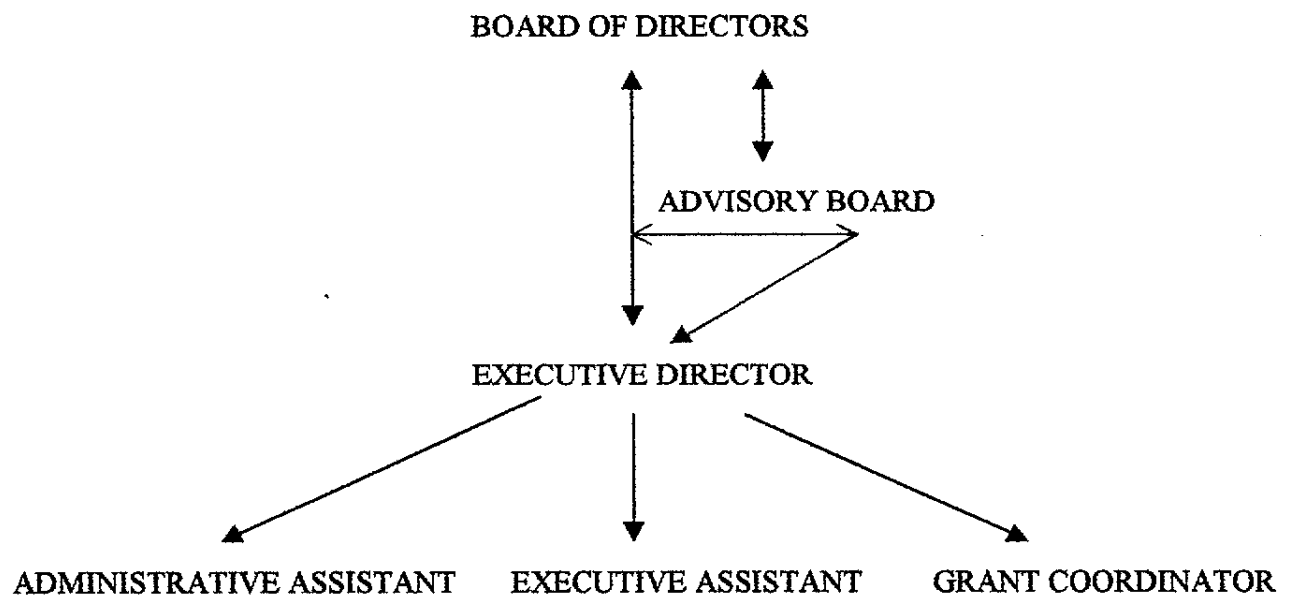 BOARD OF DIRECTORS
ADVISORY BOARD
EXECUTIVE DIRECTOR
ADMINISTRATIVE ASSISTANT EXECUTIVE ASSISTANT GRANT COORDINATOR